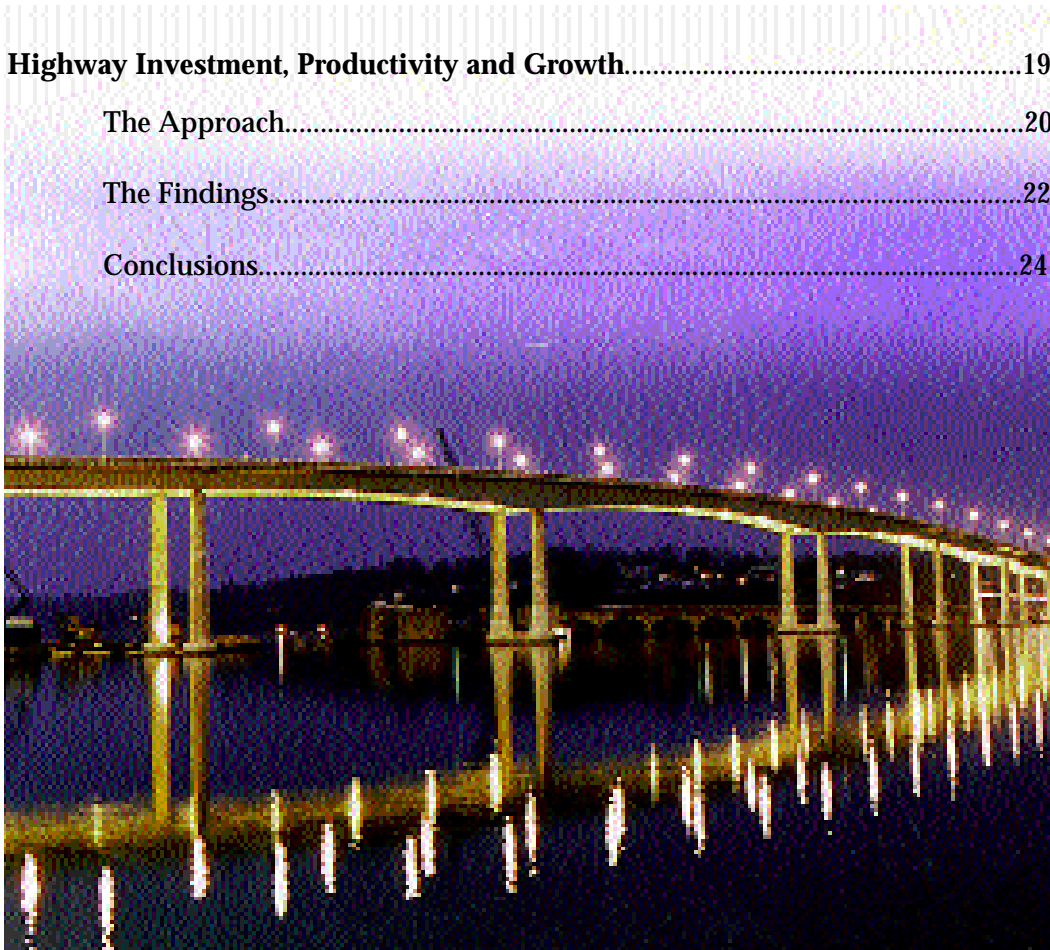 Highway Investment, Productivity and Growth..........................................................................19
The Approach........................................................................................................................................20
The Findings...........................................................................................................................................22
Conclusions.............................................................................................................................................24